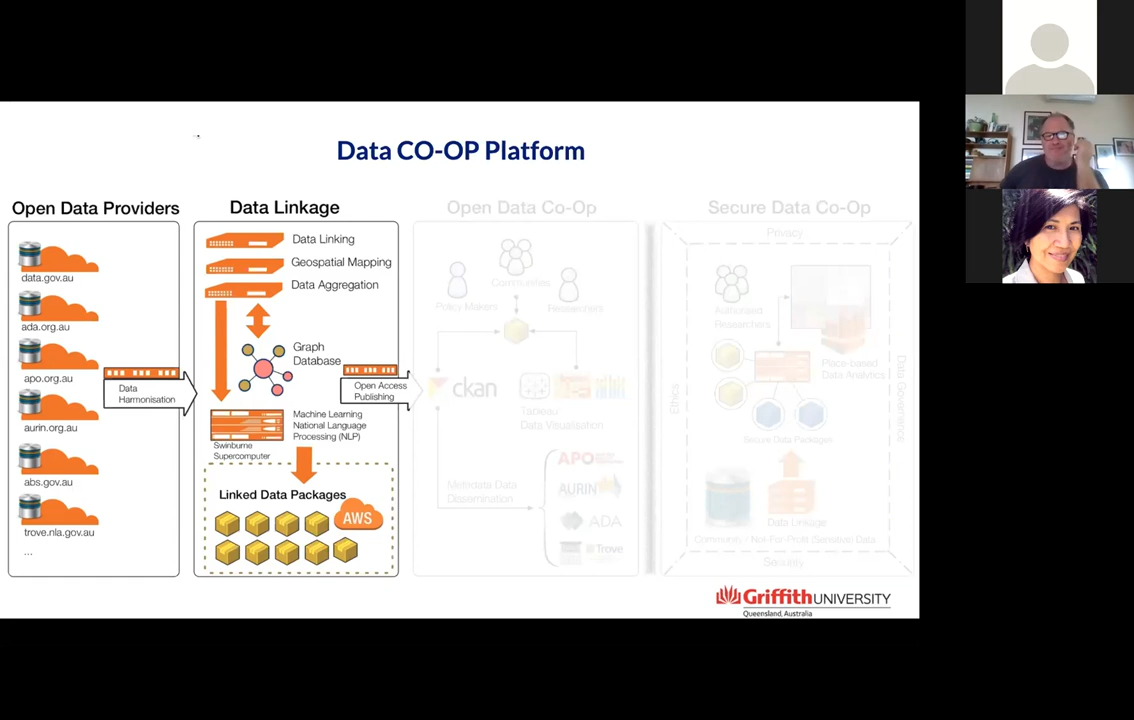 Data CO-OP Platform
Open Data Providers
data.gov.au
ada.org.au
apo.org.au
aurin.org.au
abs.gov.au
trove.nla.gov.au
...
Data
Harmonisation
Data Linkage
Data Linking
Geospatial Mapping
Data Aggregation
Graph
Database
Machine Learning
National Language
Processing (NLP)
Swinburne
Supercomputer
Linked Data Packages
AWS
Open Access
Publishing
Open Data Co-Op
Communities
Policy Makers
Researchers
ckan
Tableau
Data Visualisation
Metadata Data
Dissemination
APO
AURIN
ADA
Trove
Secure Data Co-Op
Privacy
Authorised
Researchers
Place-based
Data Analytics
Ethics
Data Governance
Secure Data Packages
Data Linkage
Community / Not-For-Profit (Sensitive) Data
Security
Griffith UNIVERSITY
Queensland, Australia